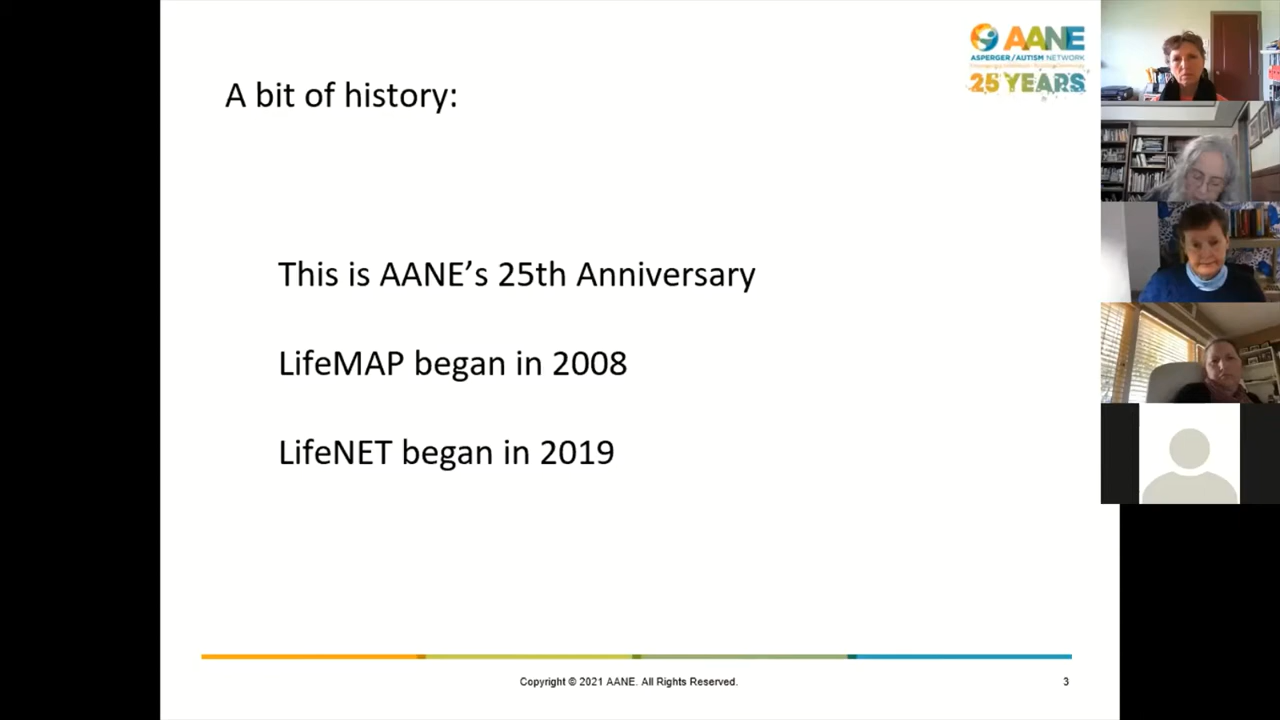 A bit of history:
AANE
ASPERGER / AUTISM NETWORK
25 YEARS
This is AANE’s 25th Anniversary
LifeMAP began in 2008
LifeNET began in 2019
Copyright © 2021 AANE. All Rights Reserved.
3